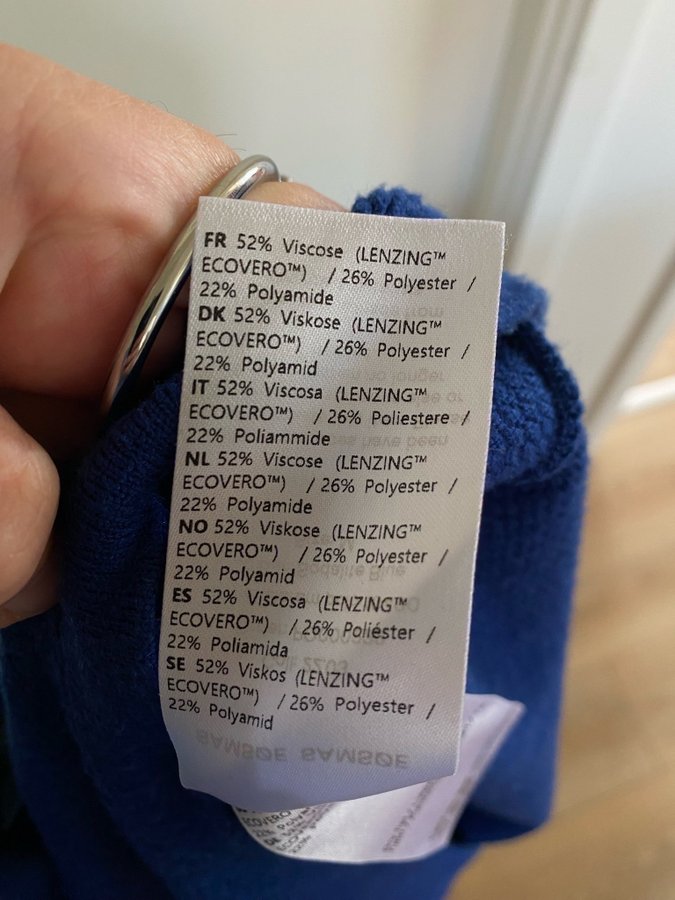 FR 52% Viscose (LENZING™
ECOVERO™) / 26% Polyester /
22% Polyamide
DK 52% Viskose (LENZING™
ECOVERO™) / 26% Polyester /
22% Polyamid
IT 52% Viscosa (LENZING™
ECOVERO™) / 26% Poliestere /
22% Poliammide
NL 52% Viscose (LENZING™
ECOVERO™) / 26% Polyester /
22% Polyamide
NO 52% Viskose (LENZING™
ECOVERO™) / 26% Polyester /
22% Polyamid
ES 52% Viscosa (LENZING™
ECOVERO™) / 26% Poliéster /
22% Poliamida
SE 52% Viskos (LENZING™
ECOVERO™) / 26% Polyester /
22% Polyamid
SAMSØE SAMSØE